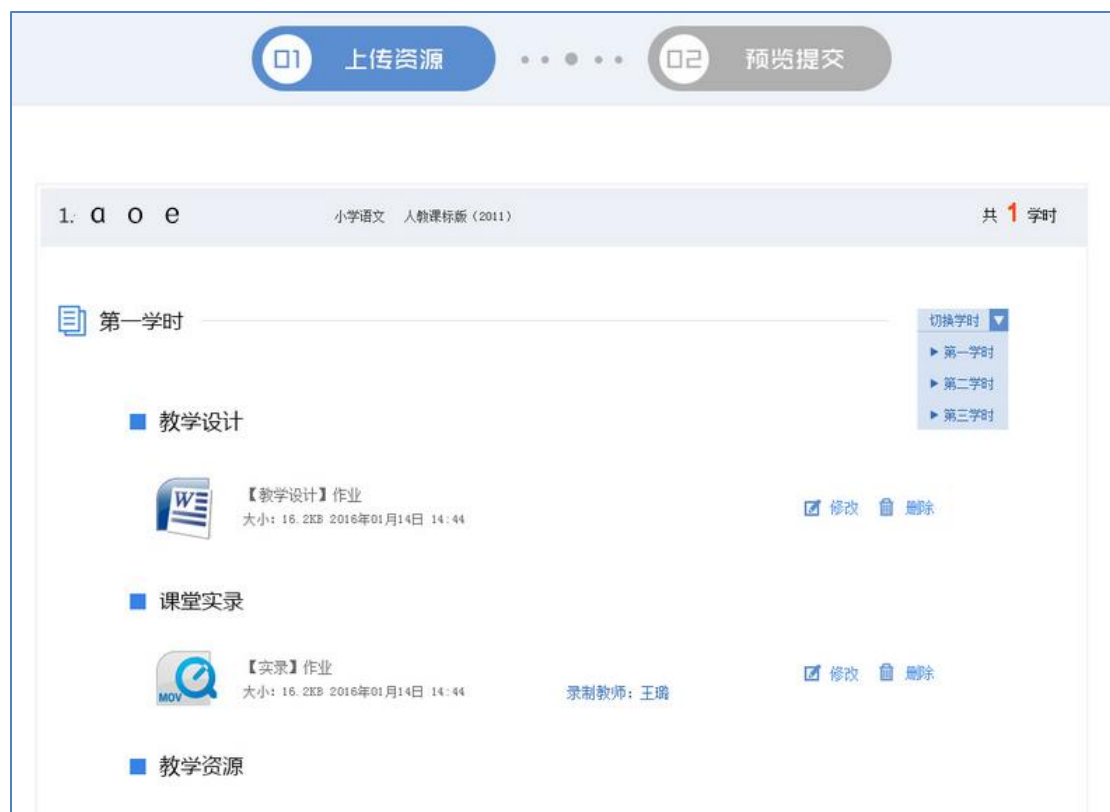 01 上传资源 02 预览提交
1. ɑ o e 小学语文 人教课标版（2011） 共 1 学时
第一学时 切换学时
第一学时
第二学时
第三学时
教学设计
W
【教学设计】作业
大小：16.2KB 2016年01月14日 14:44
修改 删除
课堂实录
MOV
【实录】作业
大小：16.2KB 2016年01月14日 14:44
录制教师：王璐
修改 删除
教学资源